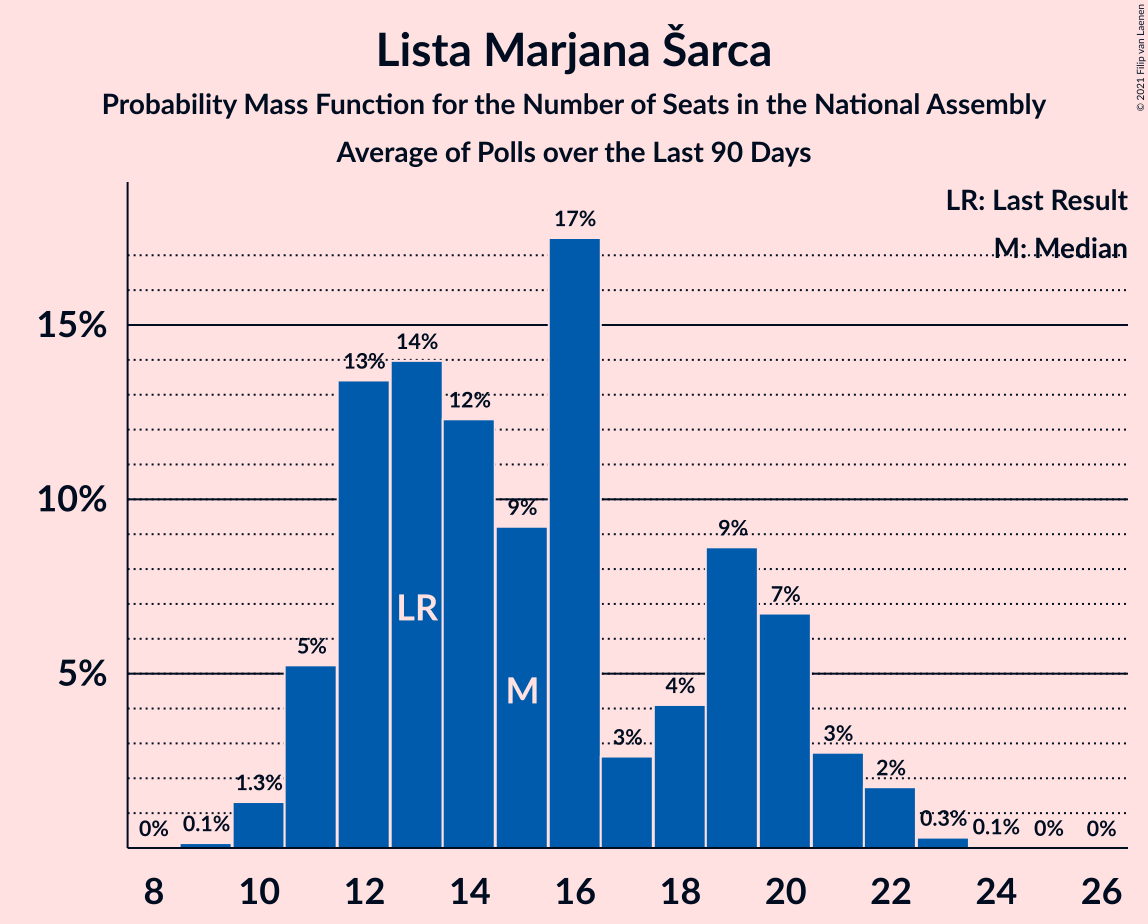 Lista Marjana Šarca
Probability Mass Function for the Number of Seats in the National Assembly
Average of Polls over the Last 90 Days
© 2021 Filip van Laenen
LR: Last Result
M: Median
15%
10%
5%
0%
0.1%
1.3%
5%
13%
14%
12%
9%
17%
3%
4%
9%
7%
3%
2%
0.3%
0.1%
0%
0%
LR
M
8 10 12 14 16 18 20 22 24 26